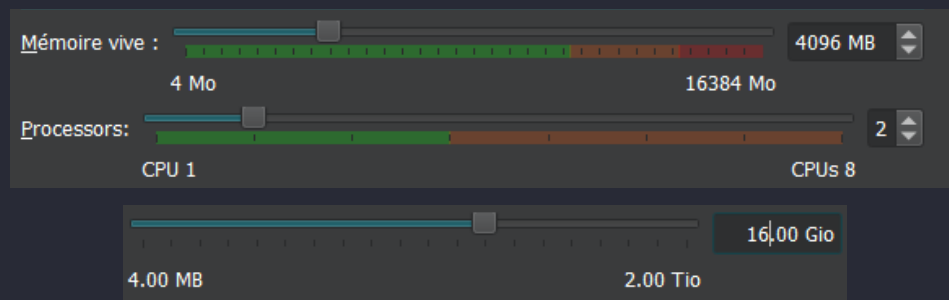 Mémoire vive : 4096 MB
4 Mo 16384 Mo
Processors: 2
CPU 1 CPUs 8
16.00 Gio
4.00 MB 2.00 Tio